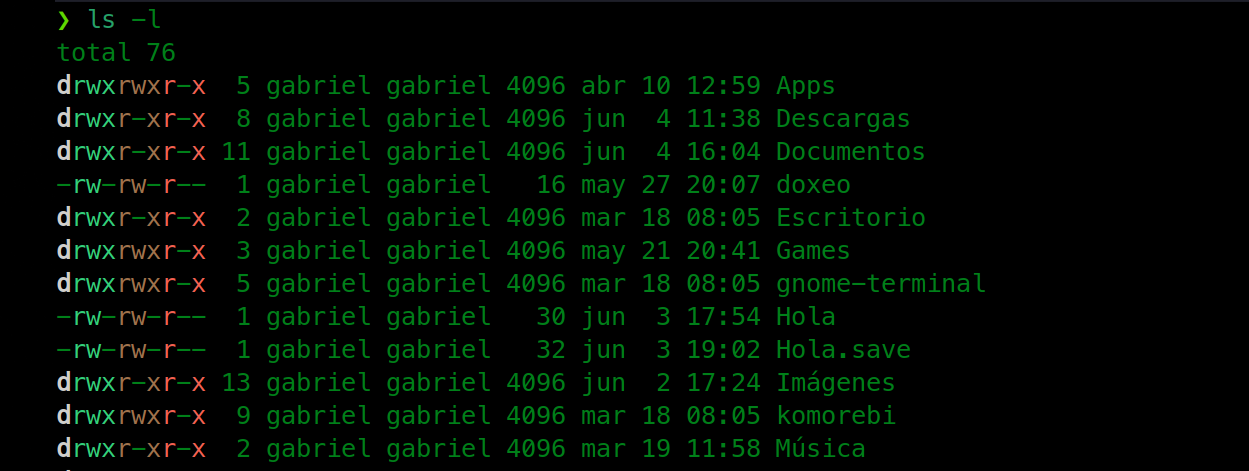 ❯ ls -l
total 76
drwxrwxr-x  5 gabriel gabriel 4096 abr 10 12:59 Apps
drwxr-xr-x  8 gabriel gabriel 4096 jun  4 11:38 Descargas
drwxr-xr-x 11 gabriel gabriel 4096 jun  4 16:04 Documentos
-rw-rw-r--  1 gabriel gabriel   16 may 27 20:07 doxeo
drwxr-xr-x  2 gabriel gabriel 4096 mar 18 08:05 Escritorio
drwxrwxr-x  3 gabriel gabriel 4096 may 21 20:41 Games
drwxrwxr-x  5 gabriel gabriel 4096 mar 18 08:05 gnome-terminal
-rw-rw-r--  1 gabriel gabriel   30 jun  3 17:54 Hola
-rw-rw-r--  1 gabriel gabriel   32 jun  3 19:02 Hola.save
drwxr-xr-x 13 gabriel gabriel 4096 jun  2 17:24 Imágenes
drwxrwxr-x  9 gabriel gabriel 4096 mar 18 08:05 komorebi
drwxr-xr-x  2 gabriel gabriel 4096 mar 19 11:58 Música